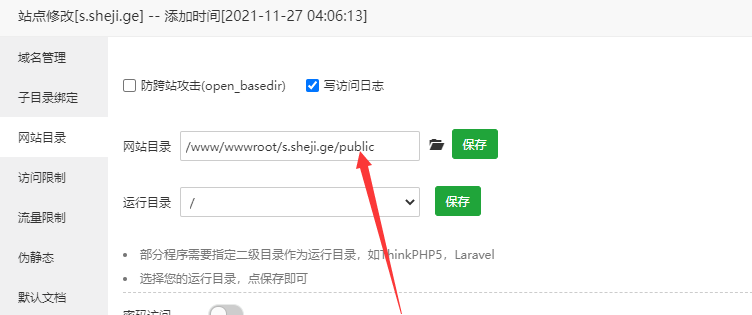 站点修改[s.sheji.ge] -- 添加时间[2021-11-27 04:06:13]
域名管理
子目录绑定
网站目录
访问限制
流量限制
伪静态
默认文档
防跨站攻击(open_basedir) 写访问日志
网站目录 /www/wwwroot/s.sheji.ge/public 保存
运行目录 / 保存
部分程序需要指定二级目录作为运行目录，如ThinkPHP5，Laravel
选择您的运行目录，点保存即可
密码访问